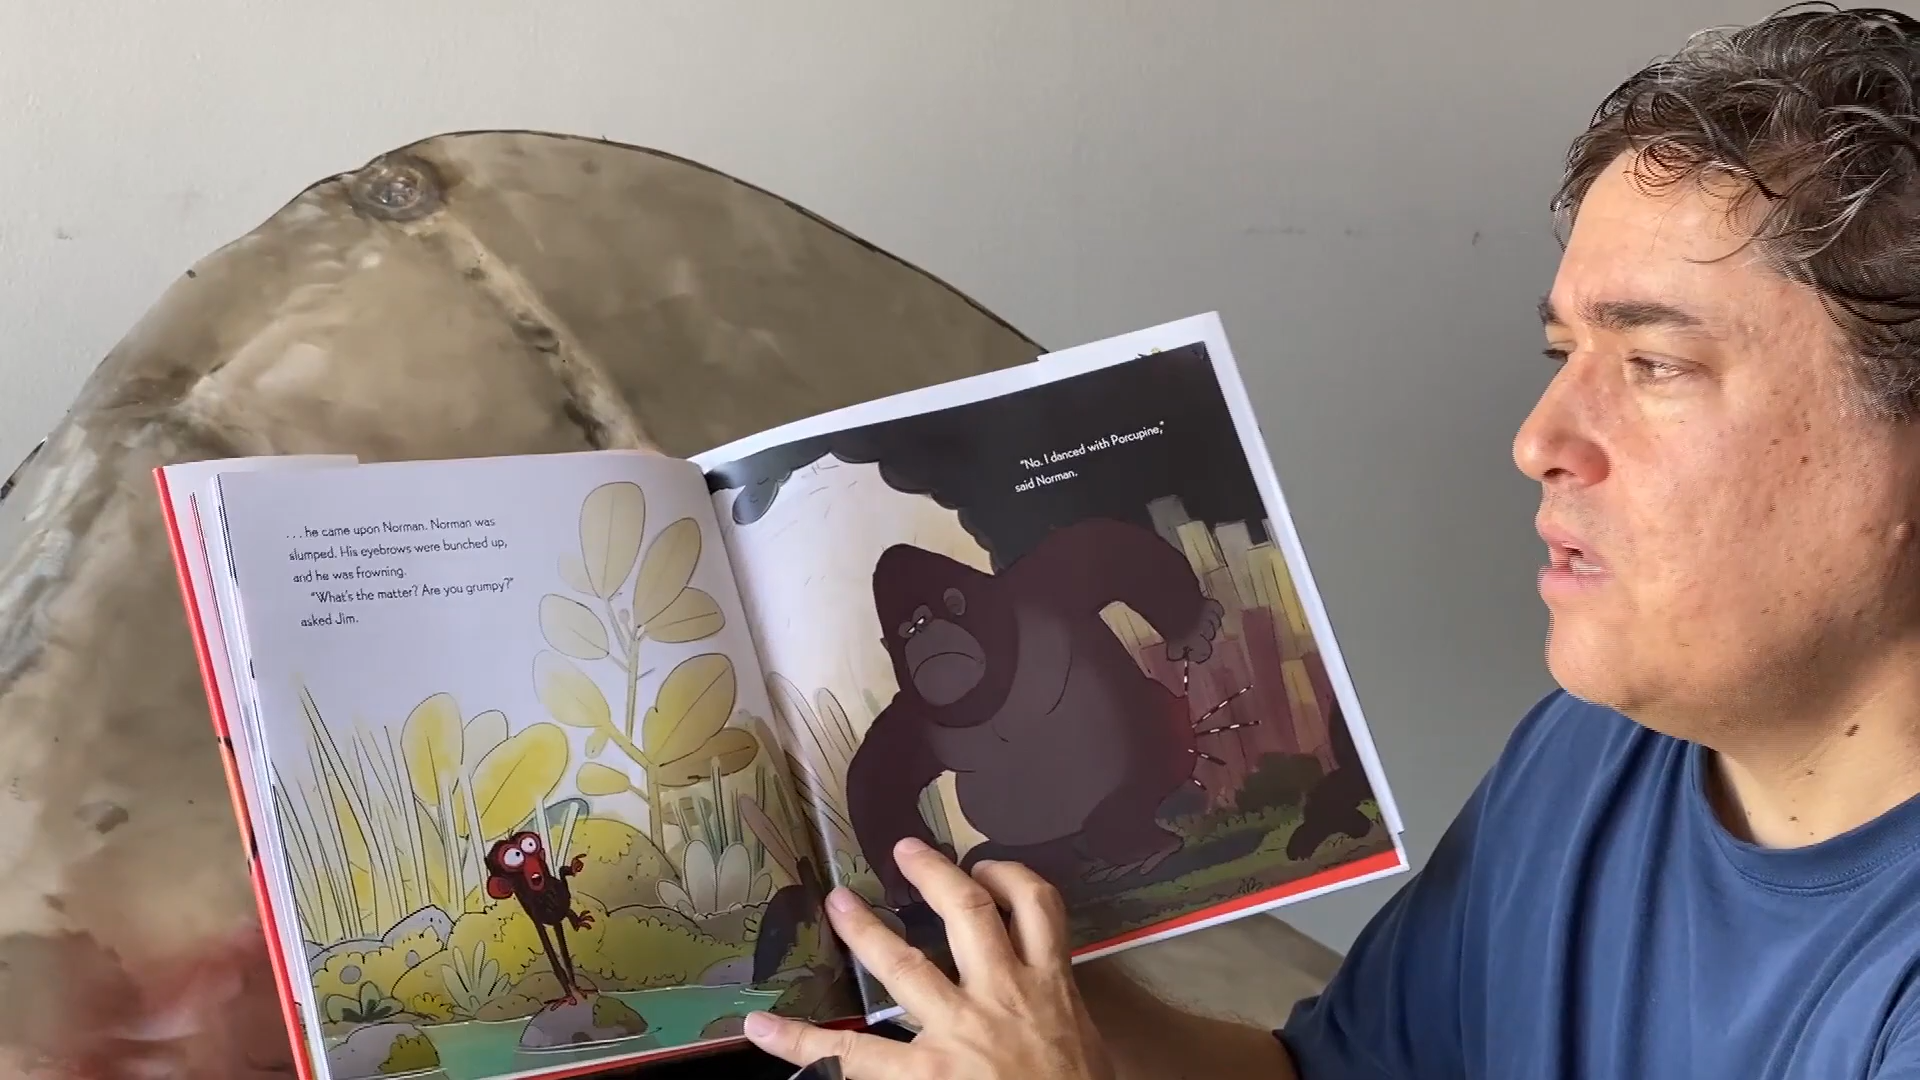 ...he came upon Norman. Norman was
slumped. His eyebrows were bunched up,
and he was frowning.
"What's the matter? Are you grumpy?"
asked Jim.
"No. I danced with Porcupine,"
said Norman.